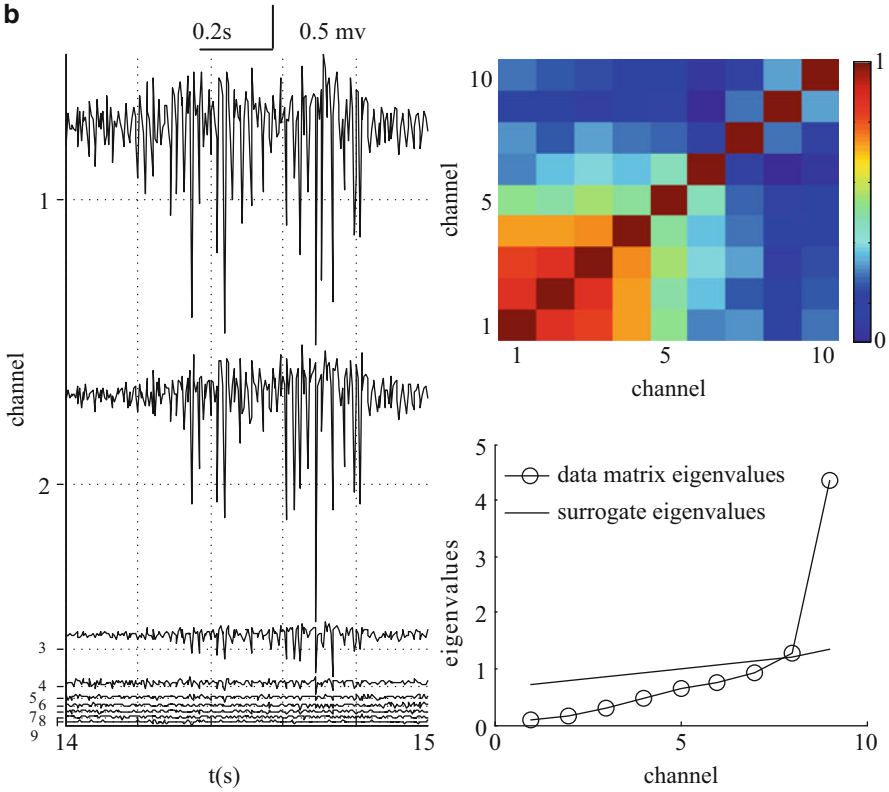 b
0.2s
0.5 mv
channel
1
2
3
4
5
6
7
8
9
14
15
t(s)
10
5
1
channel
1
5
10
channel
1
0
5
4
3
2
1
0
eigenvalues
data matrix eigenvalues
surrogate eigenvalues
0
5
10
channel